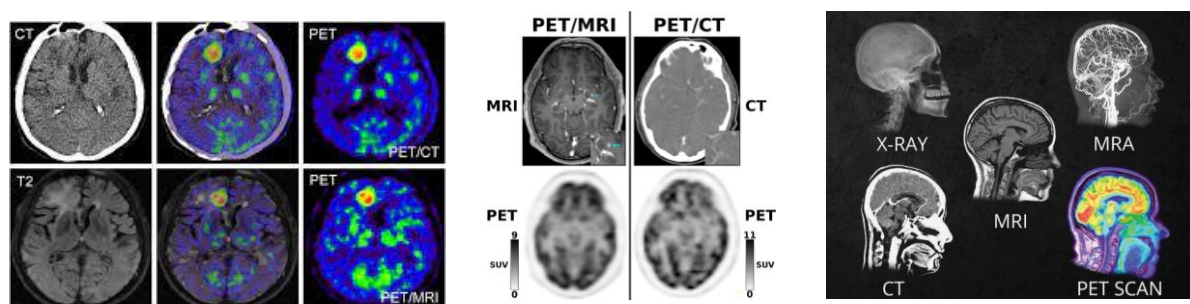 CT
PET
PET/CT
T2
PET
PET/MRI
PET/MRI
PET/CT
MRI
CT
PET
9
SUV
0
PET
11
SUV
0
X-RAY
MRA
MRI
CT
PET SCAN